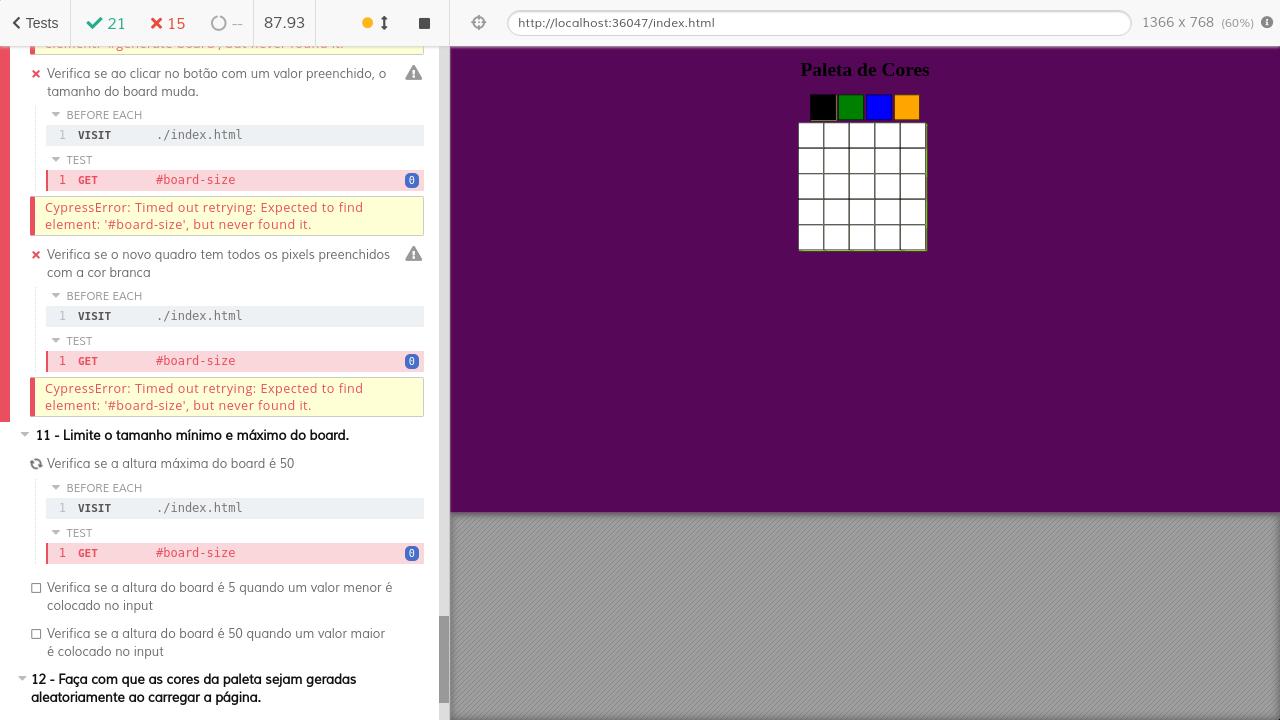 Tests 21 15 -- 87.93 http://localhost:36047/index.html 1366 x 768 (60%)
element: '#generate-board', but never found it.
Verifica se ao clicar no botão com um valor preenchido, o
tamanho do board muda.
BEFORE EACH
1 VISIT ./index.html
TEST
1 GET #board-size 0
CypressError: Timed out retrying: Expected to find
element: '#board-size', but never found it.
Verifica se o novo quadro tem todos os pixels preenchidos
com a cor branca
BEFORE EACH
1 VISIT ./index.html
TEST
1 GET #board-size 0
CypressError: Timed out retrying: Expected to find
element: '#board-size', but never found it.
11 - Limite o tamanho mínimo e máximo do board.
Verifica se a altura máxima do board é 50
BEFORE EACH
1 VISIT ./index.html
TEST
1 GET #board-size 0
Verifica se a altura do board é 5 quando um valor menor é
colocado no input
Verifica se a altura do board é 50 quando um valor maior
é colocado no input
12 - Faça com que as cores da paleta sejam geradas
aleatoriamente ao carregar a página.
Paleta de Cores